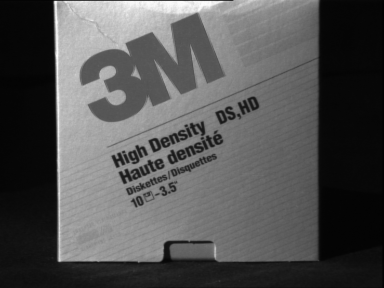 3M
High Density DS,HD
Haute densité
Diskettes/Disquettes
10 -3.5"